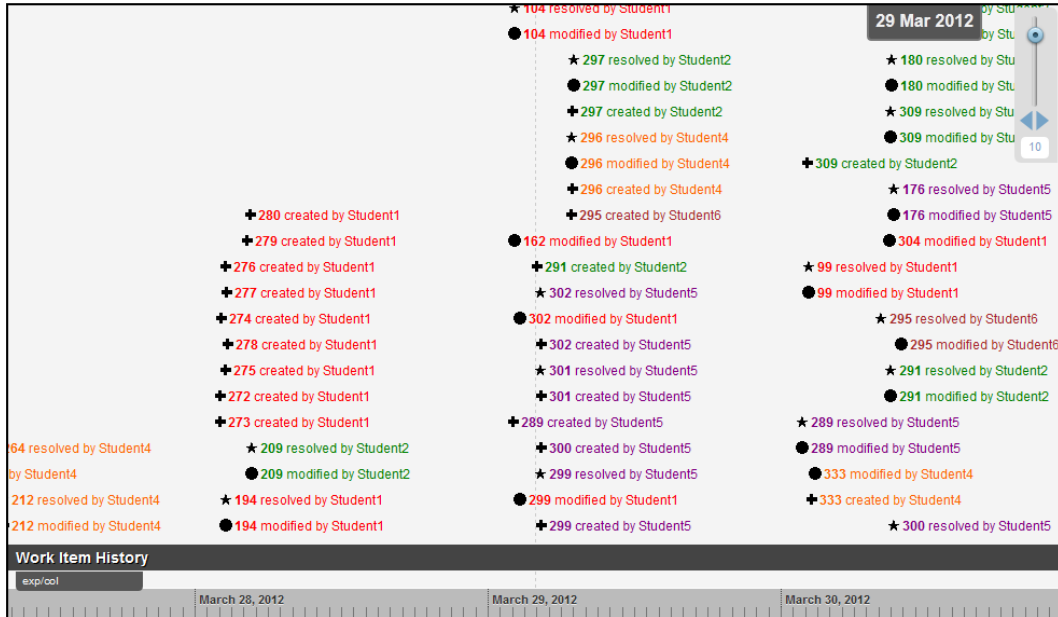 104 resolved by Student1
29 Mar 2012
104 modified by Student1 by Stu
297 resolved by Student2 180 resolved by Stu
297 modified by Student2 180 modified by
297 created by Student2 309 resolved by Stu
296 resolved by Student4 309 modified by
10
296 modified by Student4 309 created by Student2
296 created by Student4 176 resolved by Student5
280 created by Student1 295 created by Student6 176 modified by Student5
279 created by Student1 162 modified by Student1 304 modified by Student1
276 created by Student1 291 created by Student2 99 resolved by Student1
277 created by Student1 302 resolved by Student5 99 modified by Student1
274 created by Student1 302 modified by Student1 295 resolved by Student6
278 created by Student1 302 created by Student5 295 modified by Student6
275 created by Student1 301 resolved by Student5 291 resolved by Student2
272 created by Student1 301 created by Student5 291 modified by Student2
273 created by Student1 289 created by Student5 289 resolved by Student5
264 resolved by Student4 209 resolved by Student2 300 created by Student5 289 modified by Student5
by Student4 209 modified by Student2 299 resolved by Student5 333 modified by Student4
212 resolved by Student4 194 resolved by Student1 299 modified by Student1 333 created by Student4
212 modified by Student4 194 modified by Student1 299 created by Student5 300 resolved by Student5
Work Item History
exp/col
March 28, 2012 March 29, 2012 March 30, 2012